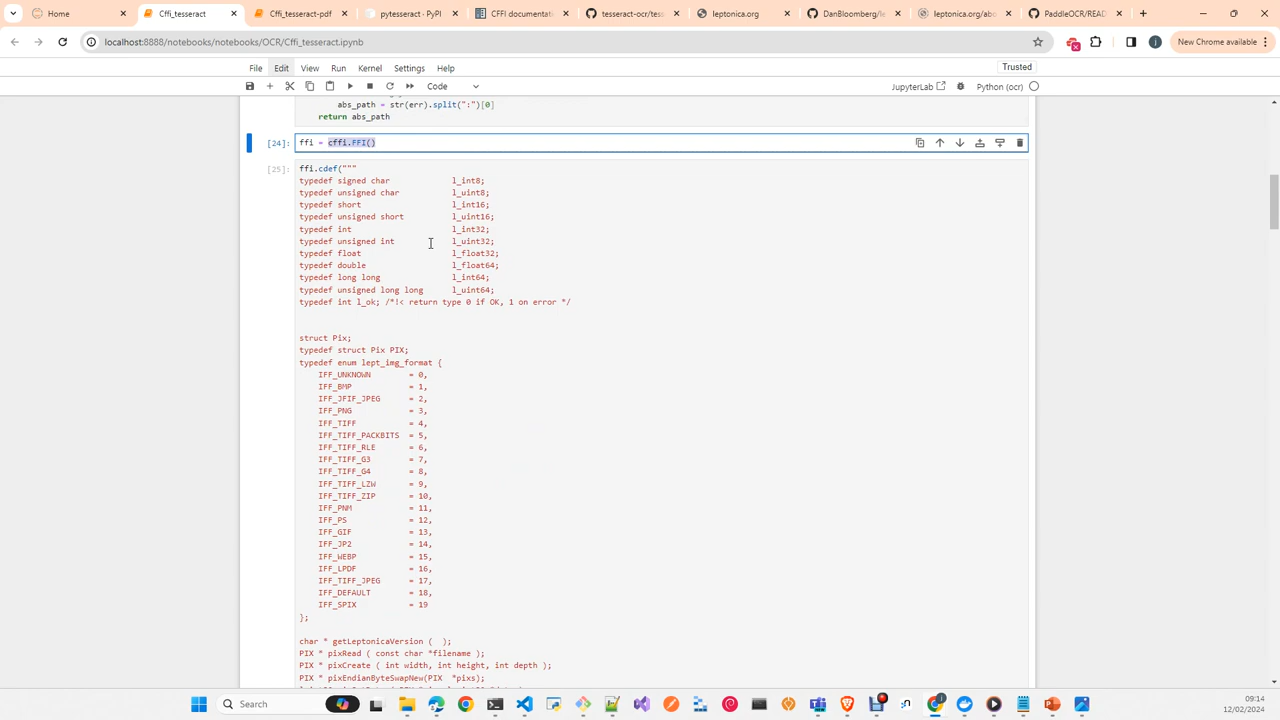 Cffi_tesseract
Cffi_tesseract-pdf
pytesseract - PyPI
CFFI documentation
tesseract-ocr/tess
leptonica.org
DanBloomberg/le
leptonica.org/abo
PaddleOCR/READ
Home
localhost:8888/notebooks/notebooks/OCR/Cffi_tesseract.ipynb
New Chrome available
File Edit View Run Kernel Settings Help
Trusted
Code
JupyterLab
Python (ocr)
abs_path = str(err).split(":")[0]
return abs_path
[24]: ffi = cffi.FFI()
[25]: ffi.cdef("""
typedef signed char l_int8;
typedef unsigned char l_uint8;
typedef short l_int16;
typedef unsigned short l_uint16;
typedef int l_int32;
typedef unsigned int l_uint32;
typedef float l_float32;
typedef double l_float64;
typedef long long l_int64;
typedef unsigned long long l_uint64;
typedef int l_ok; /*!< return type 0 if OK, 1 on error */
struct Pix;
typedef struct Pix PIX;
typedef enum lept_img_format {
IFF_UNKNOWN = 0,
IFF_BMP = 1,
IFF_JFIF_JPEG = 2,
IFF_PNG = 3,
IFF_TIFF = 4,
IFF_TIFF_PACKBITS = 5,
IFF_TIFF_RLE = 6,
IFF_TIFF_G3 = 7,
IFF_TIFF_G4 = 8,
IFF_TIFF_LZW = 9,
IFF_TIFF_ZIP = 10,
IFF_PNM = 11,
IFF_PS = 12,
IFF_GIF = 13,
IFF_JP2 = 14,
IFF_WEBP = 15,
IFF_LPDF = 16,
IFF_TIFF_JPEG = 17,
IFF_DEFAULT = 18,
IFF_SPIX = 19
};
char * getLeptonicaVersion ( );
PIX * pixRead ( const char *filename );
PIX * pixCreate ( int width, int height, int depth );
PIX * pixEndianByteSwapNew(PIX *pixs);
Search
09:14
12/02/2024